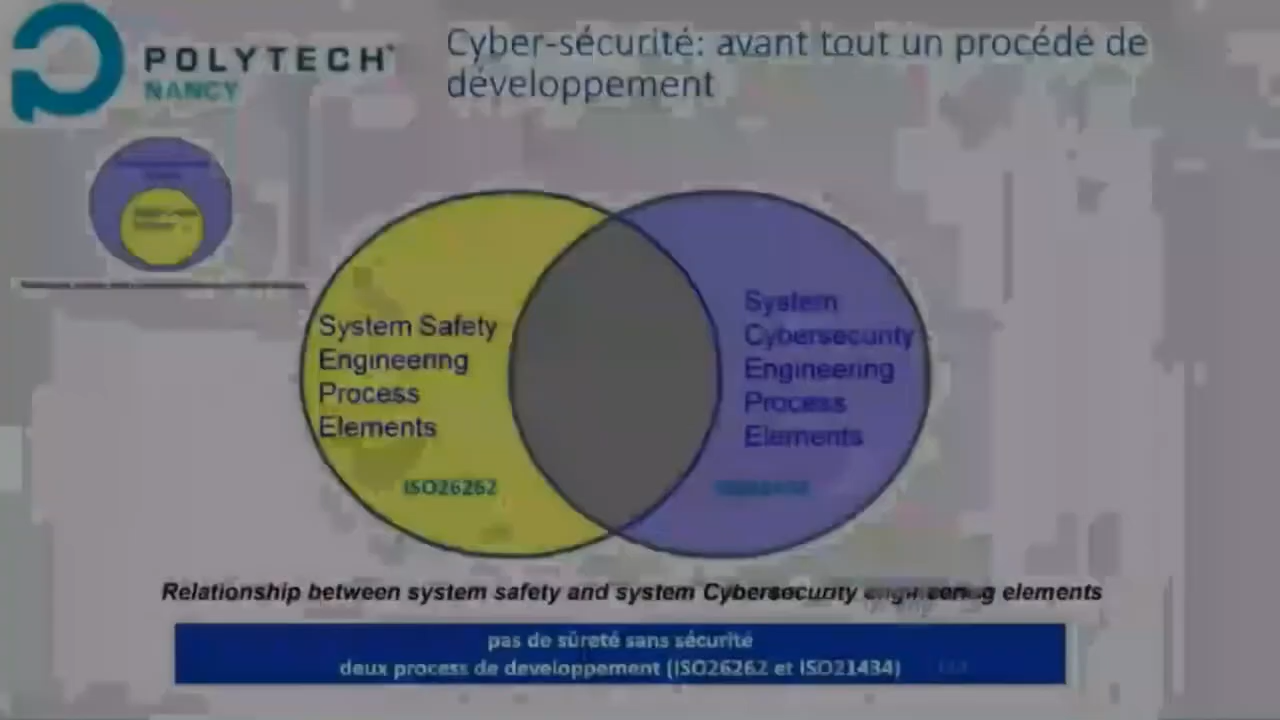 POLYTECH
NANCY
Cyber-sécurité: avant tout un procédé de
développement
System Safety
Engineering
Process
Elements
ISO26262
System
Cybersecurity
Engineering
Process
Elements
Relationship between system safety and system Cybersecurity engineering elements
pas de sûreté sans sécurité
deux process de developpement (ISO26262 et ISO21434)